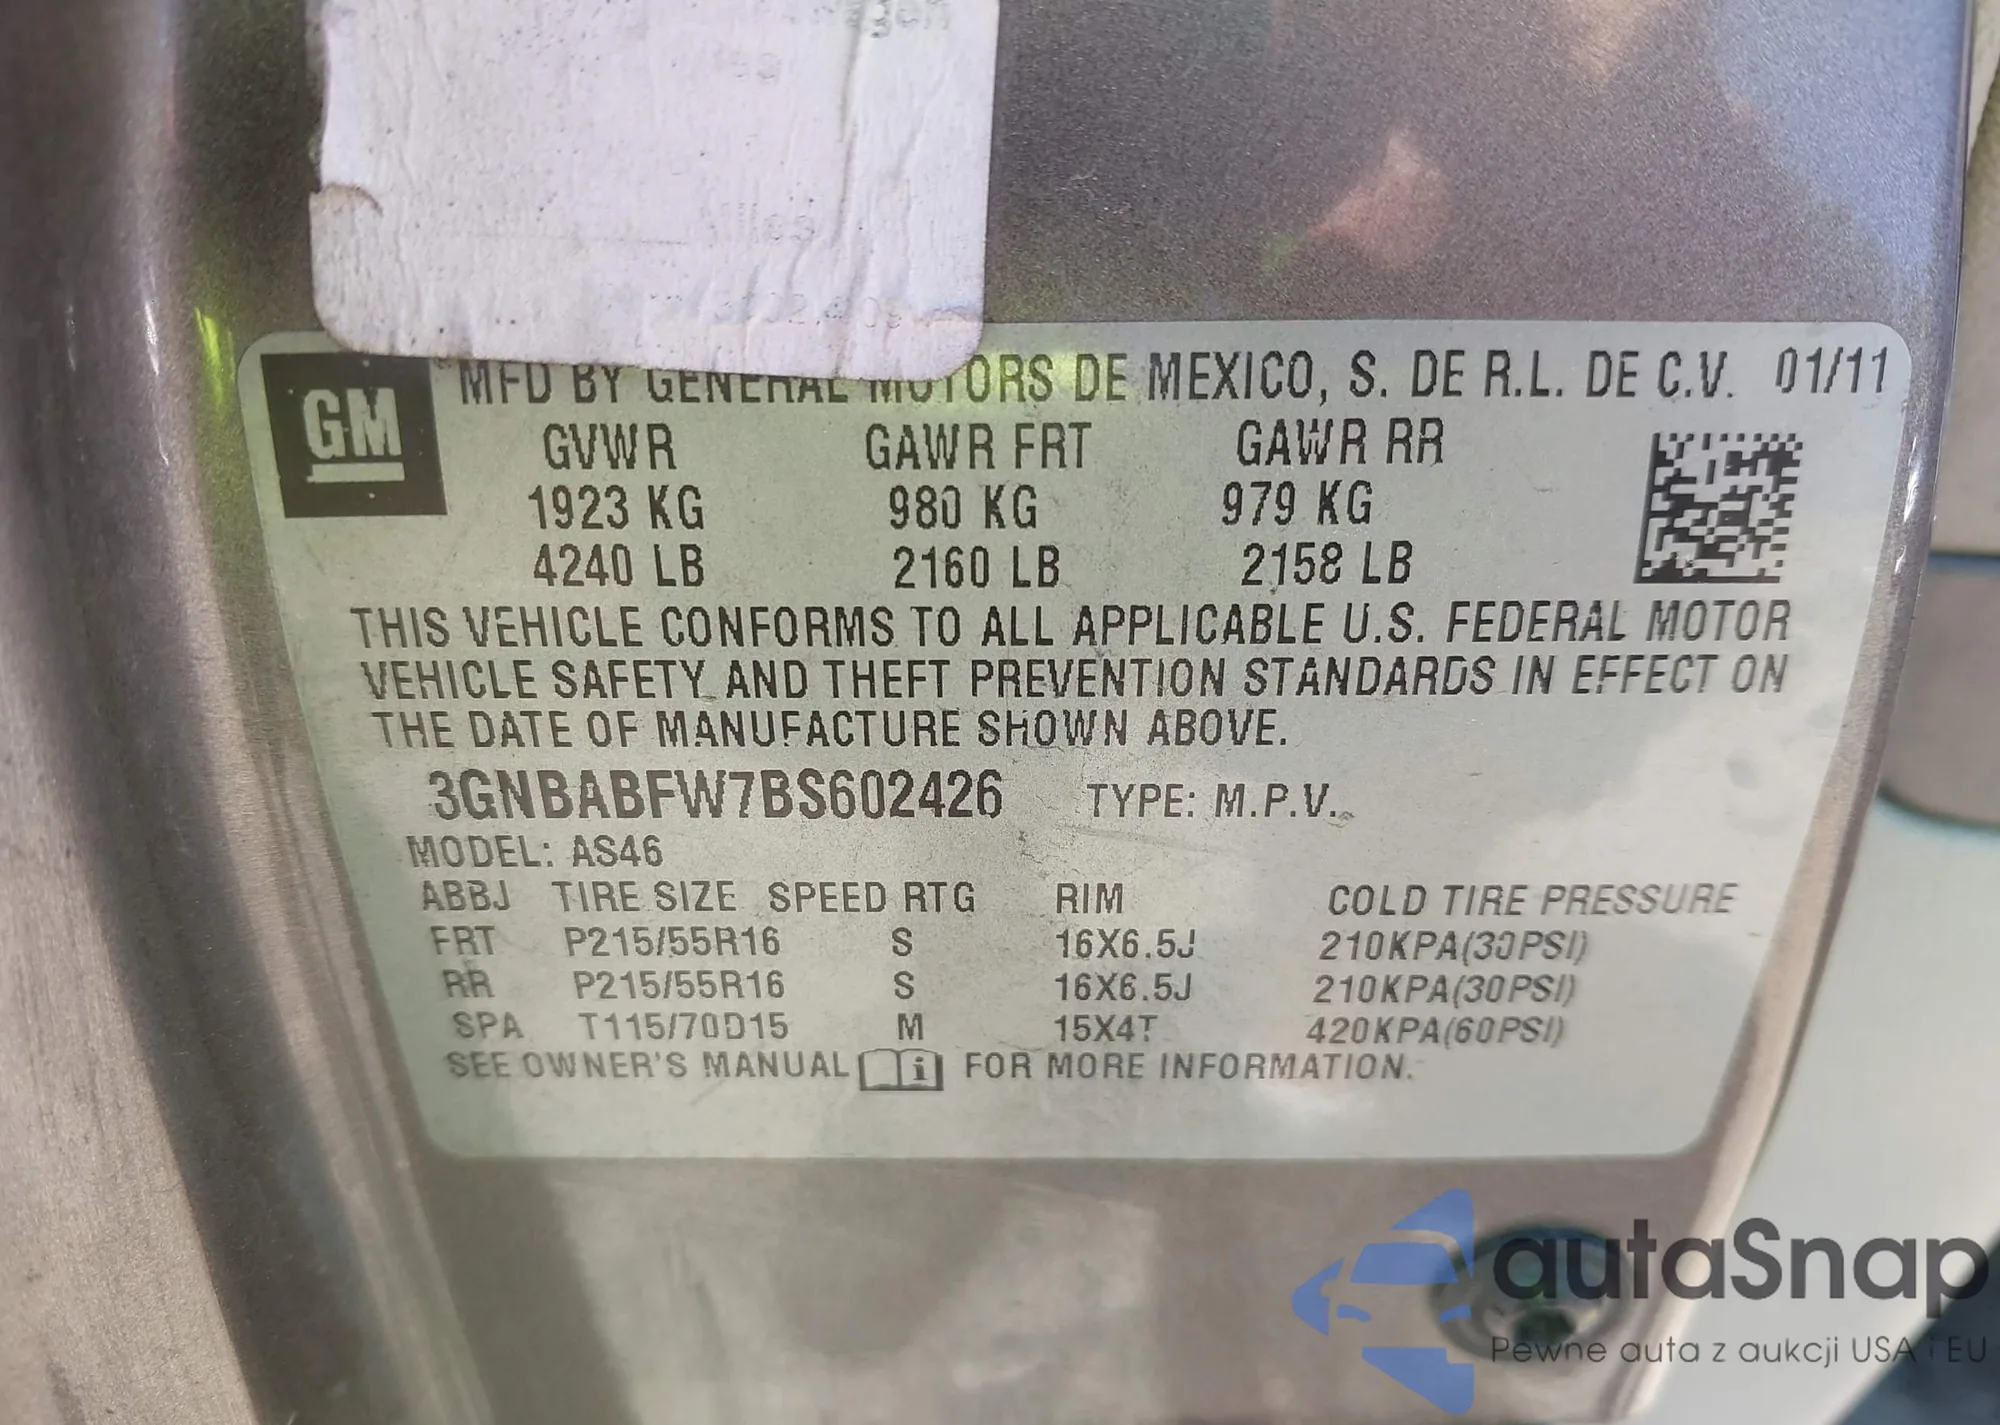 MFD BY GENERAL MOTORS DE MEXICO, S. DE R.L. DE C.V. 01/11
GM
GVWR GAWR FRT GAWR RR
1923 KG 980 KG 979 KG
4240 LB 2160 LB 2158 LB
THIS VEHICLE CONFORMS TO ALL APPLICABLE U.S. FEDERAL MOTOR
VEHICLE SAFETY AND THEFT PREVENTION STANDARDS IN EFFECT ON
THE DATE OF MANUFACTURE SHOWN ABOVE.
3GNBABFW7BS602426 TYPE: M.P.V.
MODEL: AS46
ABBJ TIRE SIZE SPEED RTG RIM COLD TIRE PRESSURE
FRT P215/55R16 S 16X6.5J 210KPA(30PSI)
RR P215/55R16 S 16X6.5J 210KPA(30PSI)
SPA T115/70D15 M 15X4T 420KPA(60PSI)
SEE OWNER'S MANUAL i FOR MORE INFORMATION.
autaSnap
Pewne auta z aukcji USA i EU